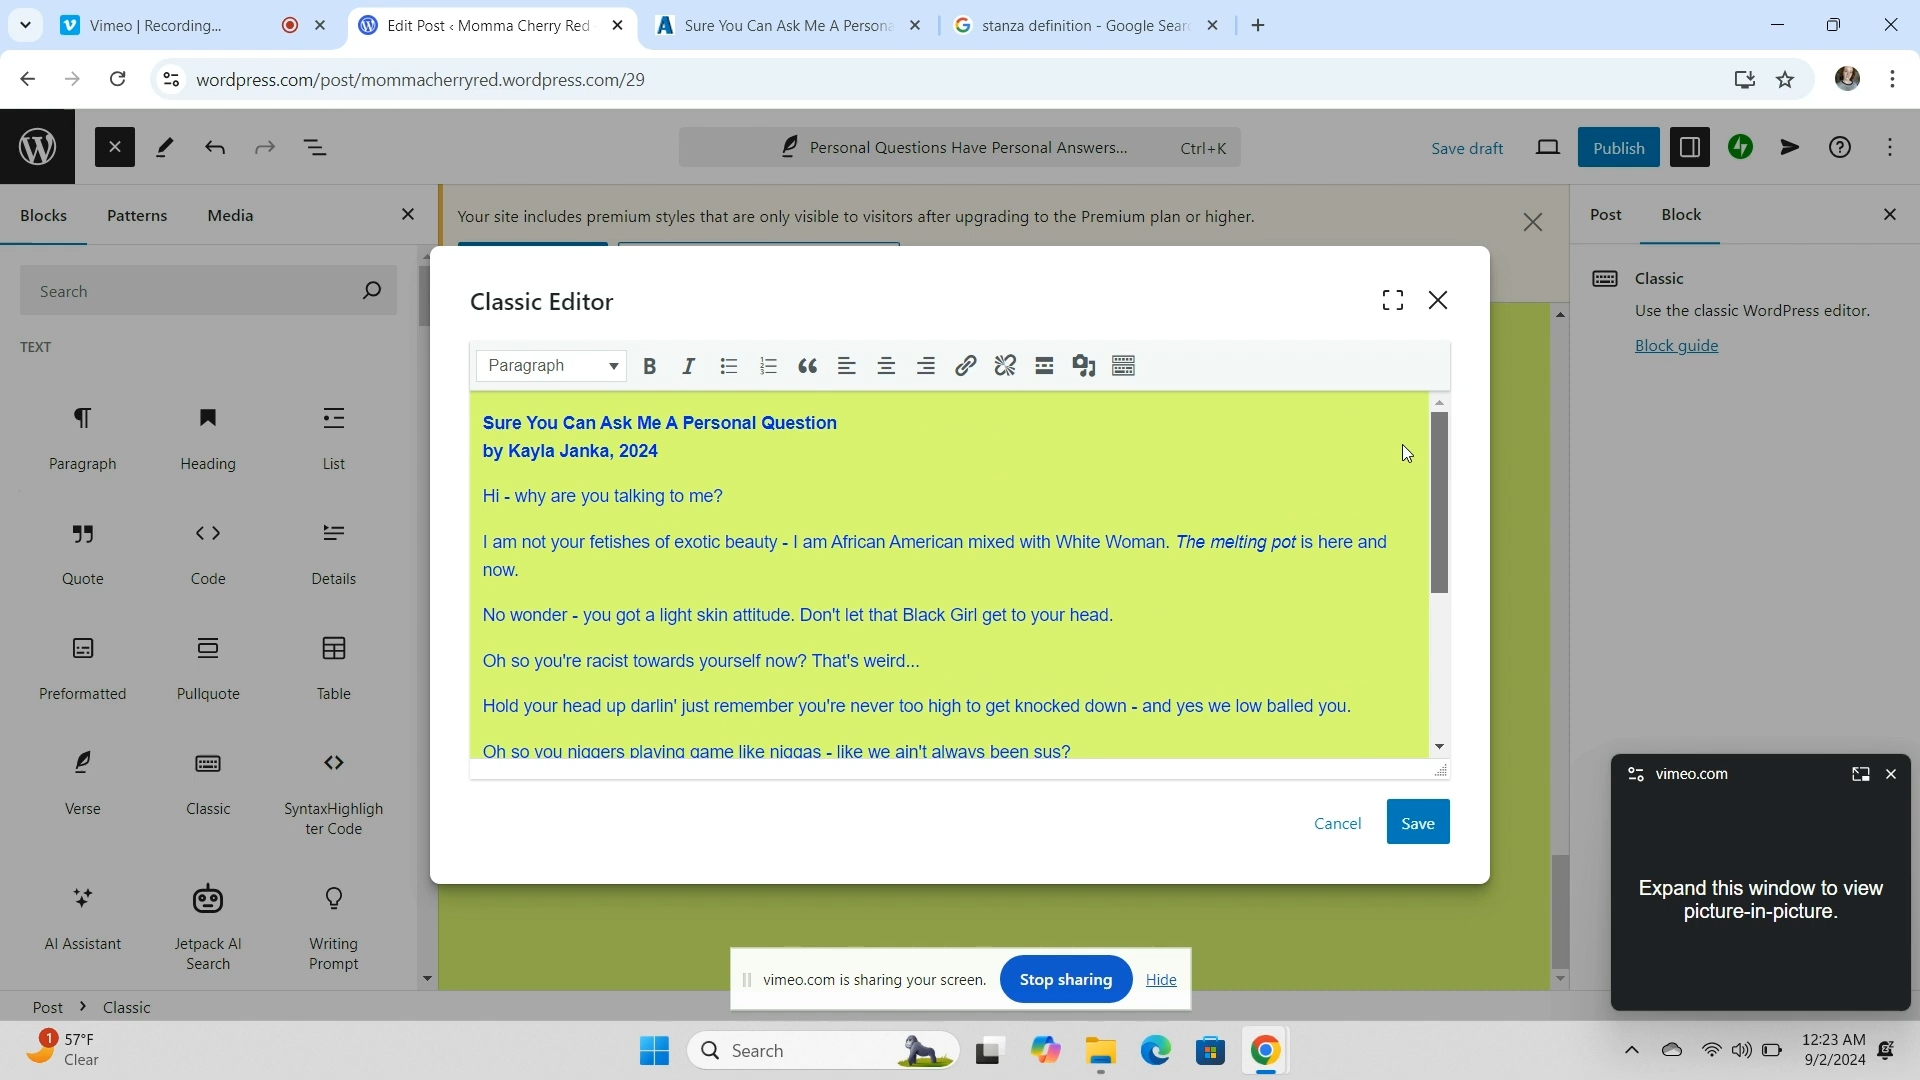 Vimeo | Recording...
Edit Post ‹ Momma Cherry Red
Sure You Can Ask Me A Persona
stanza definition - Google Sear
wordpress.com/post/mommacherryred.wordpress.com/29
Personal Questions Have Personal Answers... Ctrl+K
Save draft
Publish
Blocks Patterns Media
Your site includes premium styles that are only visible to visitors after upgrading to the Premium plan or higher.
Post Block
Search
TEXT
Paragraph Heading List
Quote Code Details
Preformatted Pullquote Table
Verse Classic SyntaxHighligh
ter Code
AI Assistant Jetpack AI Writing
Search Prompt
Classic Editor
Paragraph
Sure You Can Ask Me A Personal Question
by Kayla Janka, 2024
Hi - why are you talking to me?
I am not your fetishes of exotic beauty - I am African American mixed with White Woman. The melting pot is here and
now.
No wonder - you got a light skin attitude. Don't let that Black Girl get to your head.
Oh so you're racist towards yourself now? That's weird...
Hold your head up darlin' just remember you're never too high to get knocked down - and yes we low balled you.
Oh so you niggers playing game like niggas - like we ain't always been sus?
Cancel Save
Classic
Use the classic WordPress editor.
Block guide
vimeo.com
Expand this window to view
picture-in-picture.
vimeo.com is sharing your screen. Stop sharing Hide
Post Classic
1
57°F
Clear
Search
12:23 AM
9/2/2024